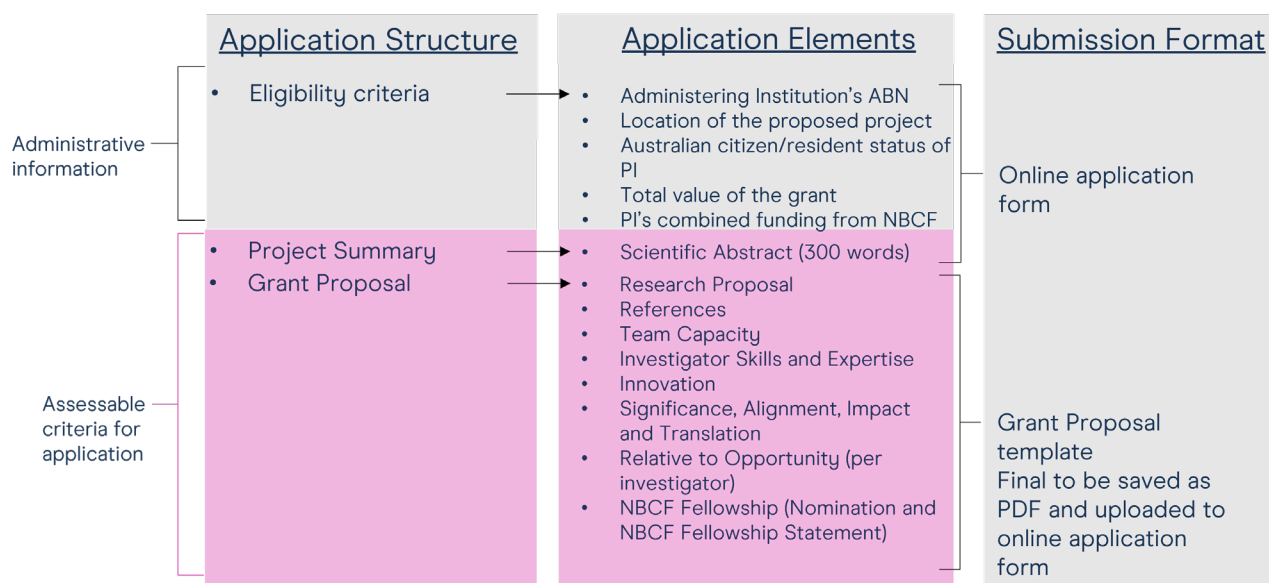 Application Structure
Application Elements
Submission Format
Administrative
information
• Eligibility criteria
• Administering Institution's ABN
• Location of the proposed project
• Australian citizen/resident status of
PI
• Total value of the grant
• PI's combined funding from NBCF
Online application
form
Assessable
criteria for
application
• Project Summary
• Scientific Abstract (300 words)
• Grant Proposal
• Research Proposal
• References
• Team Capacity
• Investigator Skills and Expertise
• Innovation
• Significance, Alignment, Impact
and Translation
• Relative to Opportunity (per
investigator)
• NBCF Fellowship (Nomination and
NBCF Fellowship Statement)
Grant Proposal
template
Final to be saved as
PDF and uploaded to
online application
form